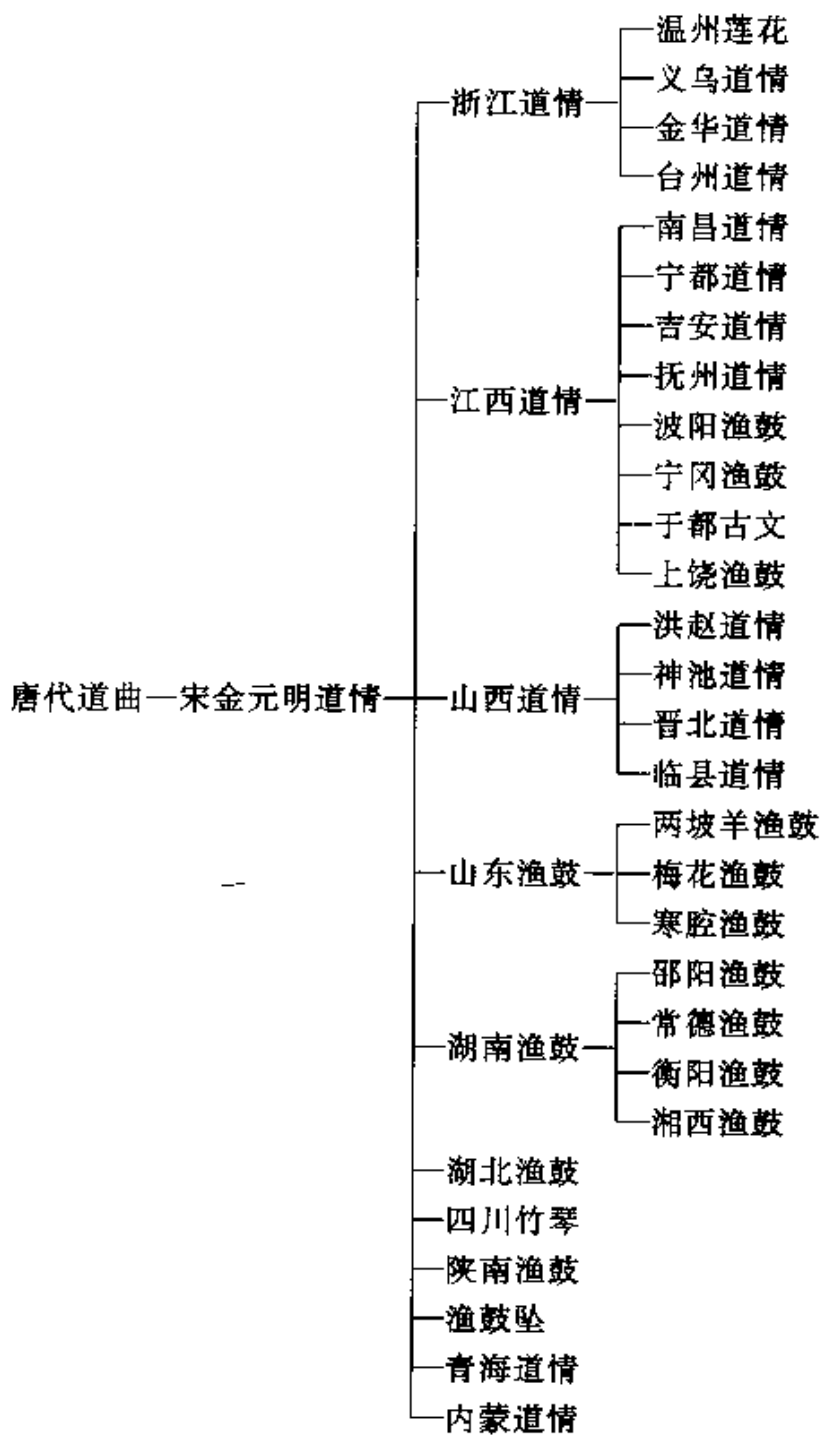 温州莲花
义乌道情
浙江道情
金华道情
台州道情
南昌道情
宁都道情
吉安道情
抚州道情
江西道情
波阳渔鼓
宁冈渔鼓
于都古文
上饶渔鼓
洪赵道情
神池道情
唐代道曲—宋金元明道情
山西道情
晋北道情
临县道情
两坡羊渔鼓
山东渔鼓
梅花渔鼓
寒腔渔鼓
邵阳渔鼓
常德渔鼓
湖南渔鼓
衡阳渔鼓
湘西渔鼓
湖北渔鼓
四川竹琴
陕南渔鼓
渔鼓坠
青海道情
内蒙道情